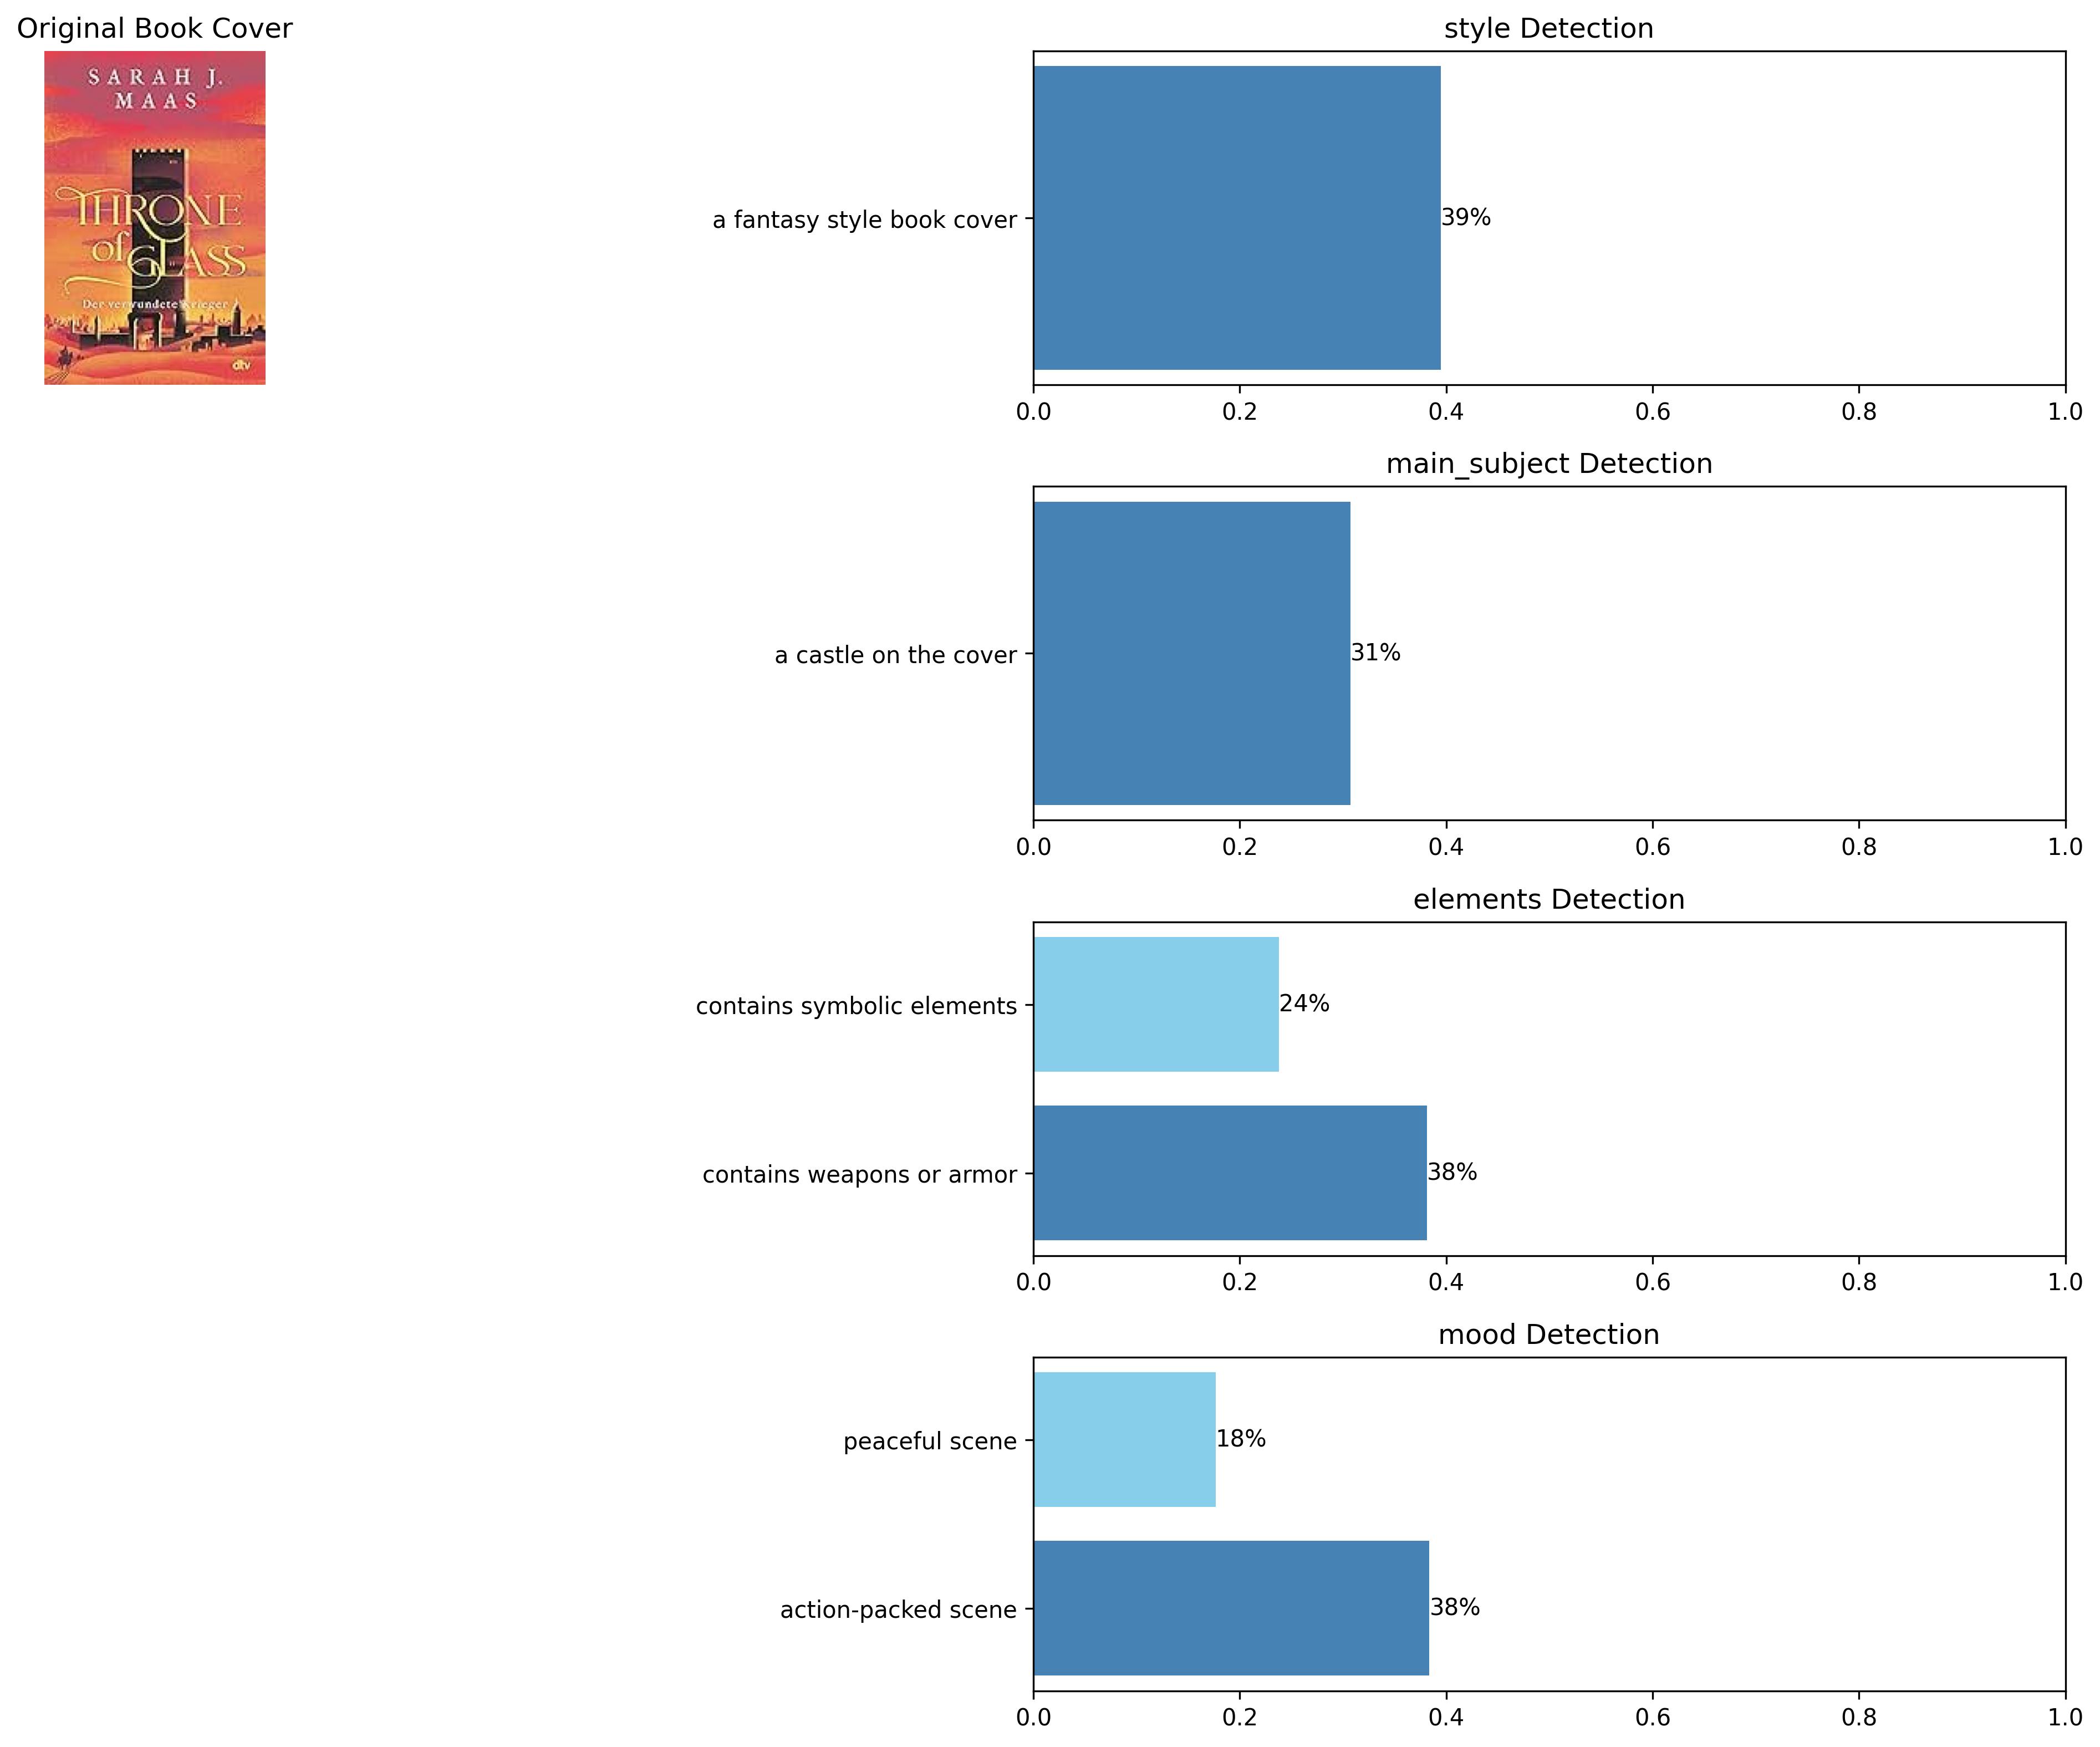 Original Book Cover
SARAH J.
MAAS
THRONE
of GLASS
Der verwundete Krieger
dtv
style Detection
a fantasy style book cover
39%
0.0 0.2 0.4 0.6 0.8 1.0
main_subject Detection
a castle on the cover
31%
0.0 0.2 0.4 0.6 0.8 1.0
elements Detection
contains symbolic elements
24%
contains weapons or armor
38%
0.0 0.2 0.4 0.6 0.8 1.0
mood Detection
peaceful scene
18%
action-packed scene
38%
0.0 0.2 0.4 0.6 0.8 1.0